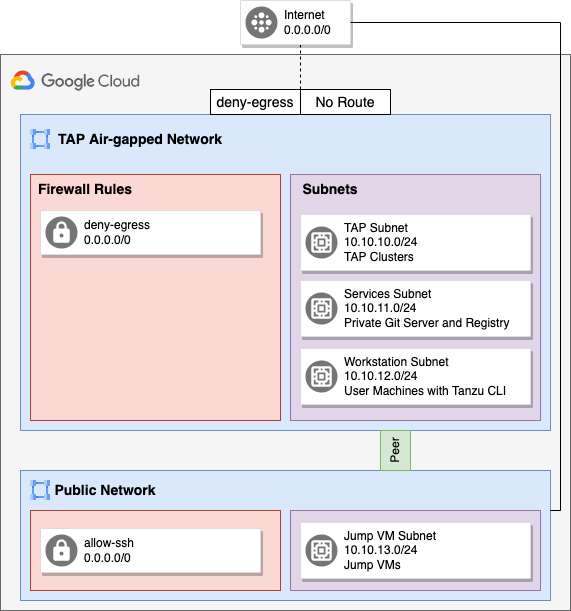 Internet
0.0.0.0/0
Google Cloud
deny-egress
No Route
TAP Air-gapped Network
Firewall Rules
deny-egress
0.0.0.0/0
Subnets
TAP Subnet
10.10.10.0/24
TAP Clusters
Services Subnet
10.10.11.0/24
Private Git Server and Registry
Workstation Subnet
10.10.12.0/24
User Machines with Tanzu CLI
Peer
Public Network
allow-ssh
0.0.0.0/0
Jump VM Subnet
10.10.13.0/24
Jump VMs